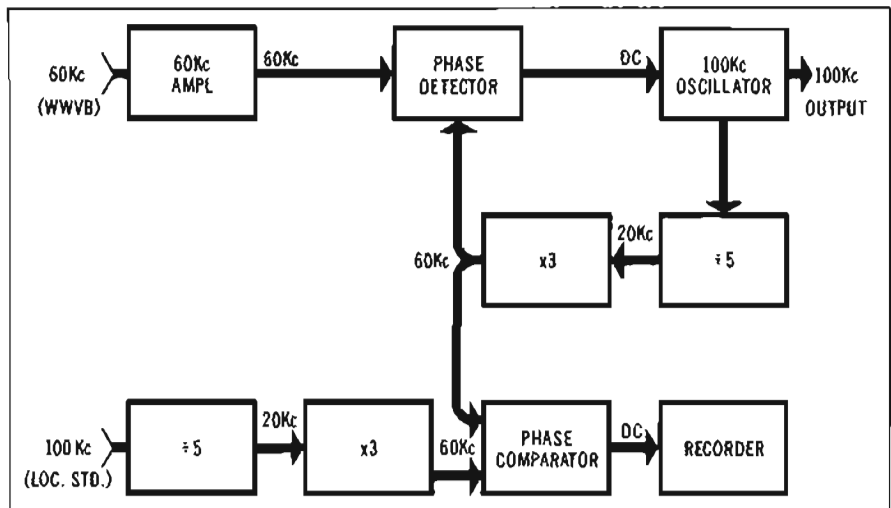 60Kc
(WWVB)
60Kc
AMPL
60Kc
PHASE
DETECTOR
DC
100Kc
OSCILLATOR
100Kc
OUTPUT
60Kc
x3
20Kc
÷5
100Kc
(LOC. STD.)
÷5
20Kc
x3
60Kc
PHASE
COMPARATOR
DC
RECORDER